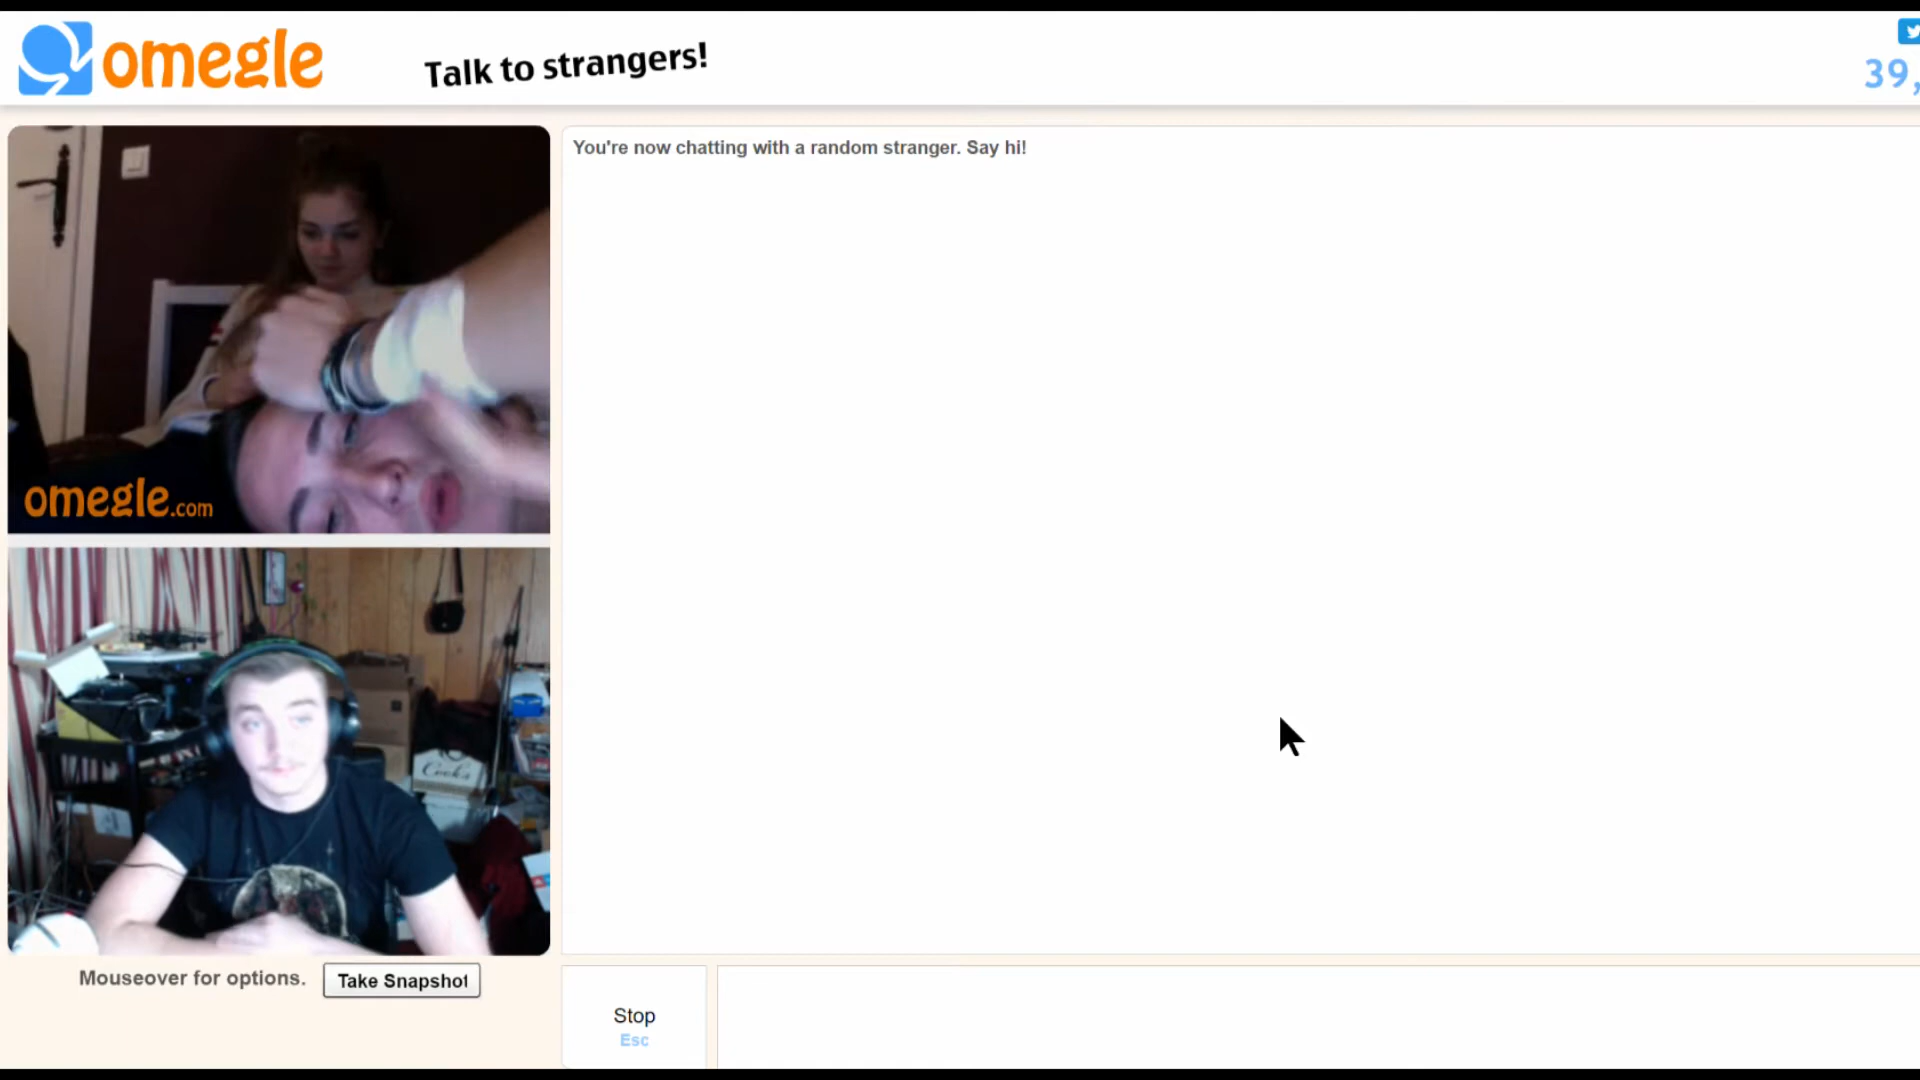 omegle
Talk to strangers!
39,
You're now chatting with a random stranger. Say hi!
omegle.com
Cook's
Mouseover for options.
Take Snapshot
Stop
Esc